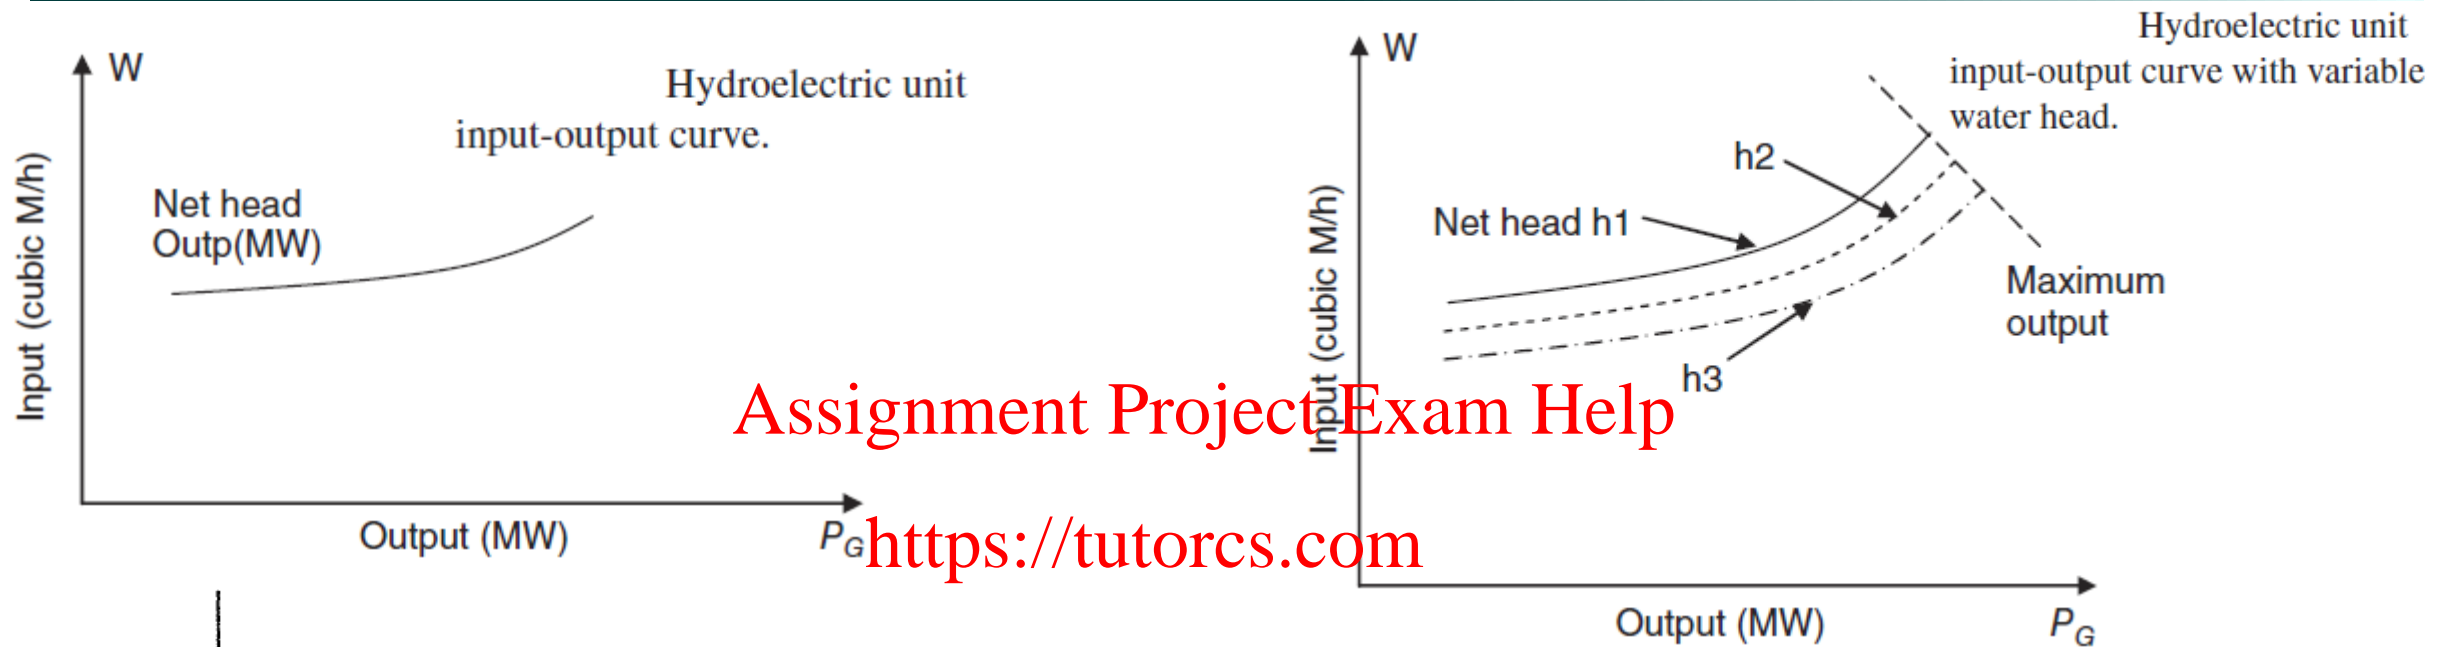 W
Hydroelectric unit
input-output curve.
Net head
Outp(MW)
Input (cubic M/h)
Output (MW)
PG
W
Hydroelectric unit
input-output curve with variable
water head.
h2
Net head h1
Maximum
output
h3
Input (cubic M/h)
Output (MW)
PG
Assignment Project Exam Help
https://tutorcs.com